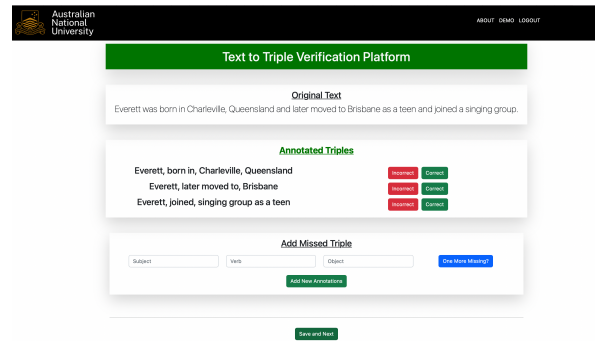 Australian
National
University
ABOUT DEMO LOGOUT
Text to Triple Verification Platform
Original Text
Everett was born in Charleville, Queensland and later moved to Brisbane as a teen and joined a singing group.
Annotated Triples
Everett, born in, Charleville, Queensland Incorrect Correct
Everett, later moved to, Brisbane Incorrect Correct
Everett, joined, singing group as a teen Incorrect Correct
Add Missed Triple
Subject Verb Object One More Missing?
Add New Annotations
Save and Next